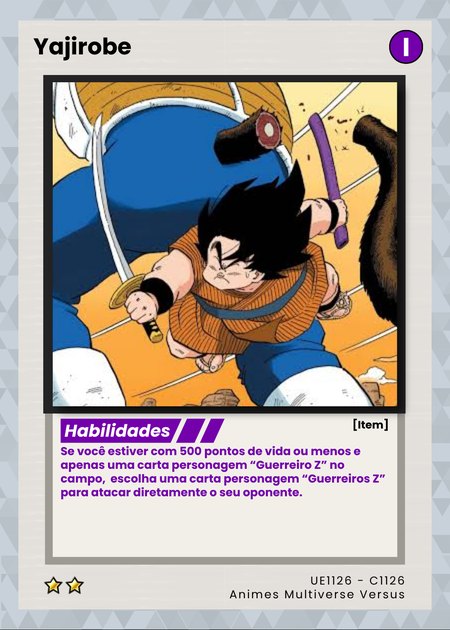 Yajirobe
I
[Item]
Habilidades
Se você estiver com 500 pontos de vida ou menos e
apenas uma carta personagem “Guerreiro Z” no
campo, escolha uma carta personagem “Guerreiros Z”
para atacar diretamente o seu oponente.
UE1126 - C1126
Animes Multiverse Versus